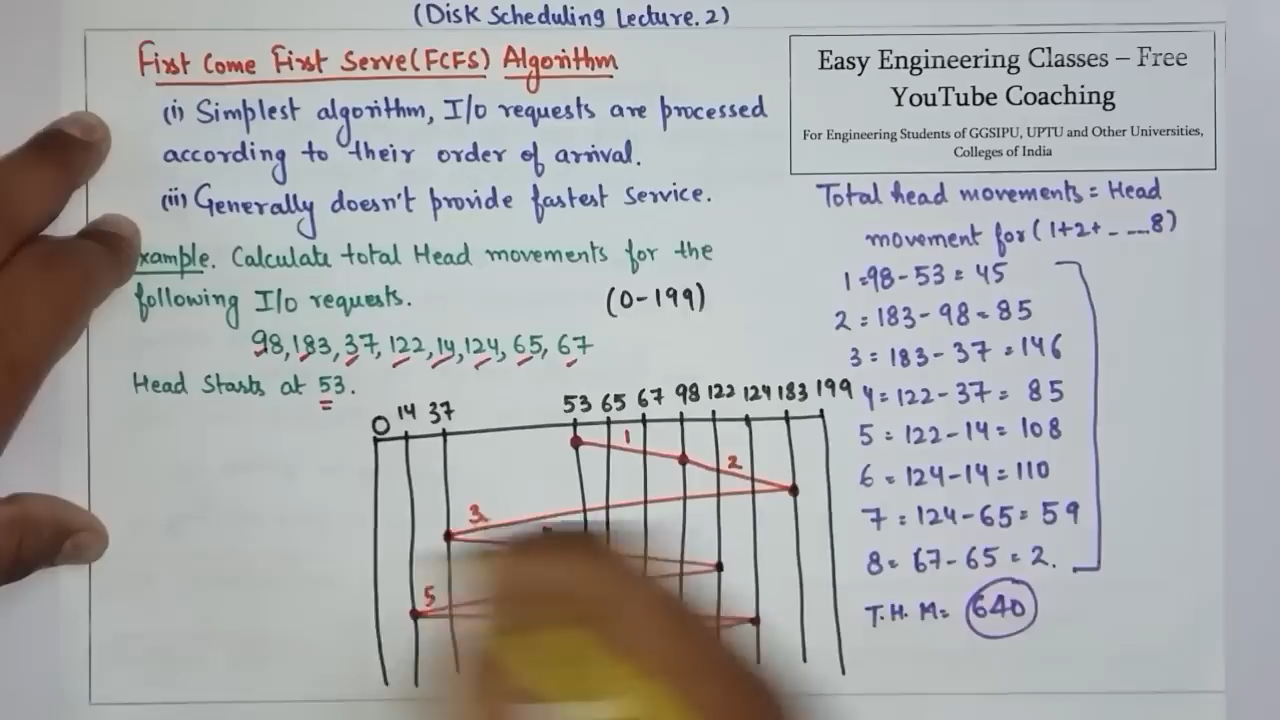 (Disk Scheduling Lecture.2)
First Come First Serve(FCFS) Algorithm
(i) Simplest algorithm, I/o requests are processed
according to their order of arrival.
(ii) Generally doesn't provide fastest service.
xample. Calculate total Head movements for the
following I/o requests. (0-199)
98,183,37,122,14,124,65,67
Head Starts at 53.
0 14 37 53 65 67 98 122 124 183 199
1
2
3
5
Easy Engineering Classes – Free
YouTube Coaching
For Engineering Students of GGSIPU, UPTU and Other Universities,
Colleges of India
Total head movements = Head
movement for (1+2+ - -- 8)
1 = 98 - 53 = 45
2 = 183 - 98 = 85
3 = 183 - 37 = 146
4 = 122 - 37 = 85
5 = 122 - 14 = 108
6 = 124 - 14 = 110
7 = 124 - 65 = 59
8 = 67 - 65 = 2.
T.H.M = 640